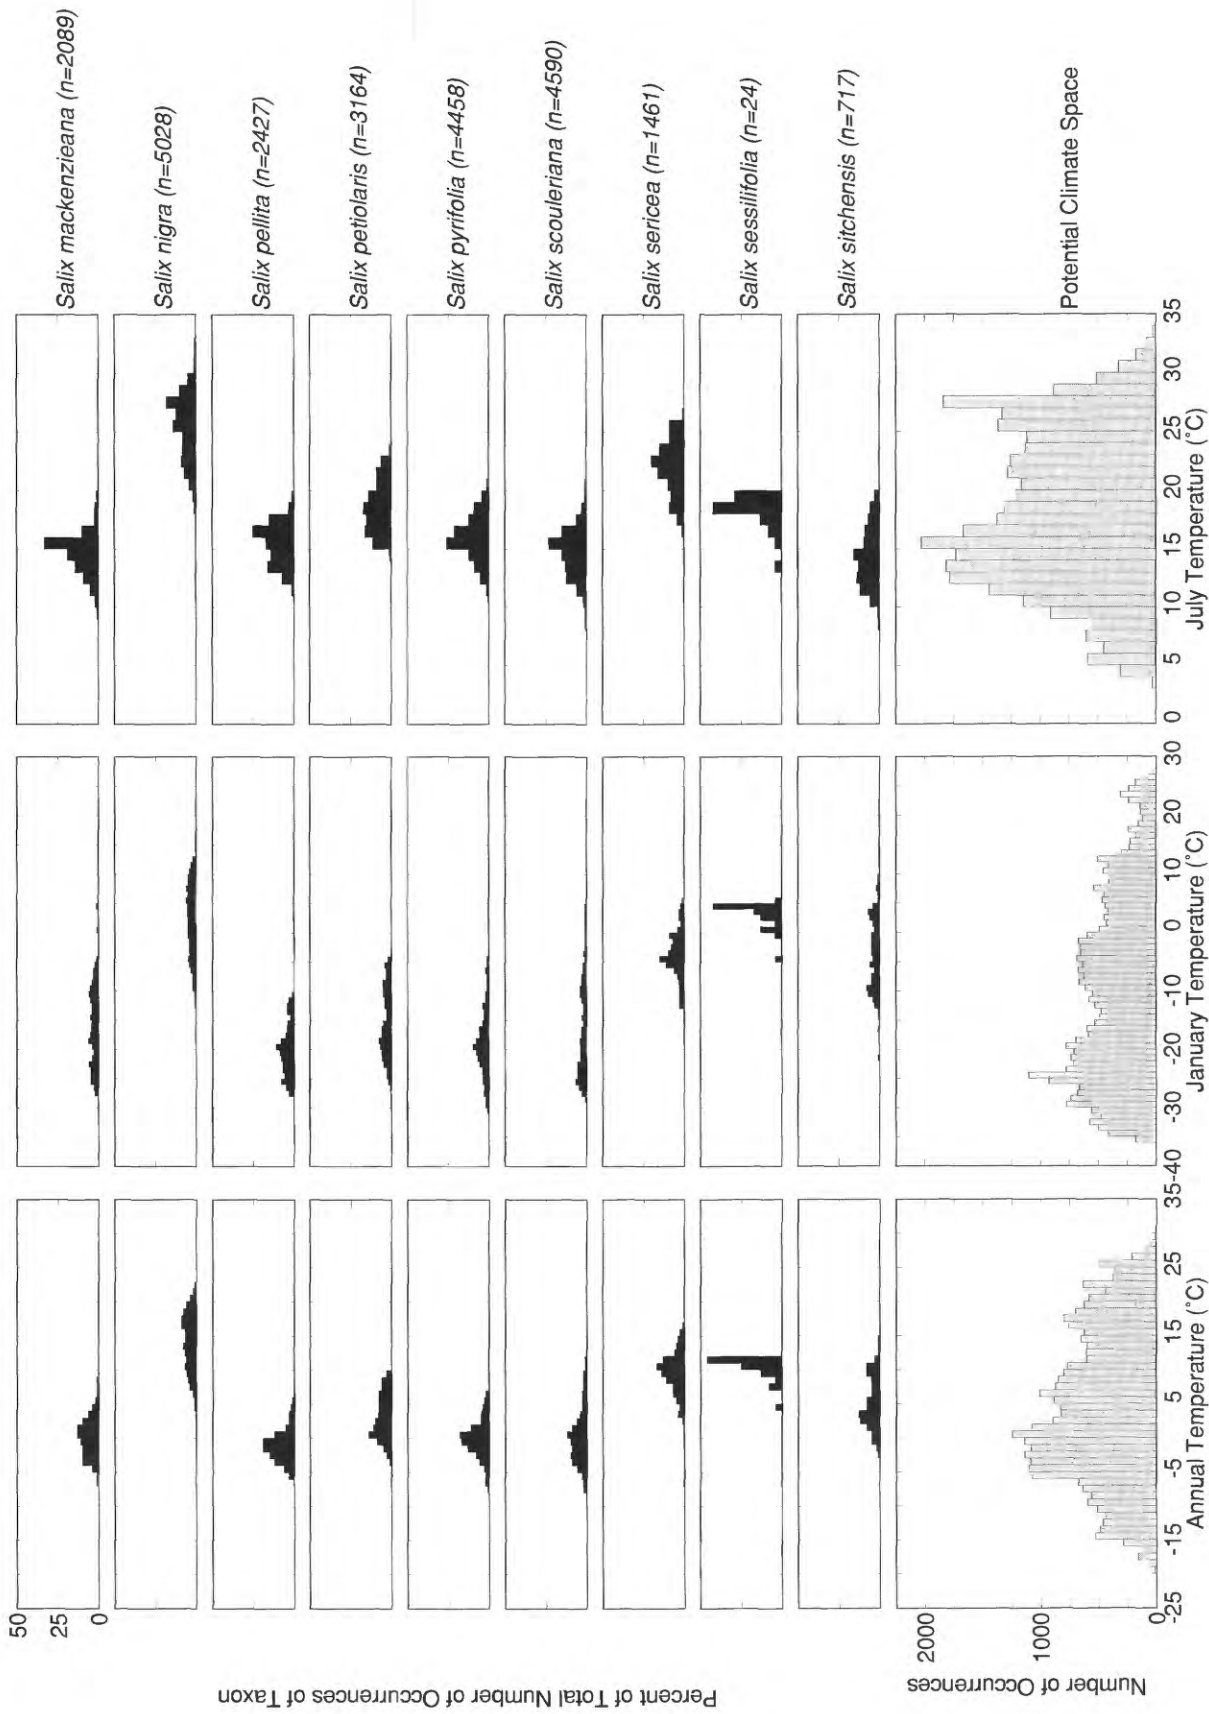 Percent of Total Number of Occurrences of Taxon
50
25
0
Salix mackenzieana (n=2089)
Salix nigra (n=5028)
Salix pellita (n=2427)
Salix petiolaris (n=3164)
Salix pyrifolia (n=4458)
Salix scouleriana (n=4590)
Salix sericea (n=1461)
Salix sessilifolia (n=24)
Salix sitchensis (n=717)
Number of Occurrences
2000
1000
0
Potential Climate Space
-25 -15 -5 5 15 25 35
Annual Temperature (°C)
-40 -30 -20 -10 0 10 20 30
January Temperature (°C)
0 5 10 15 20 25 30 35
July Temperature (°C)